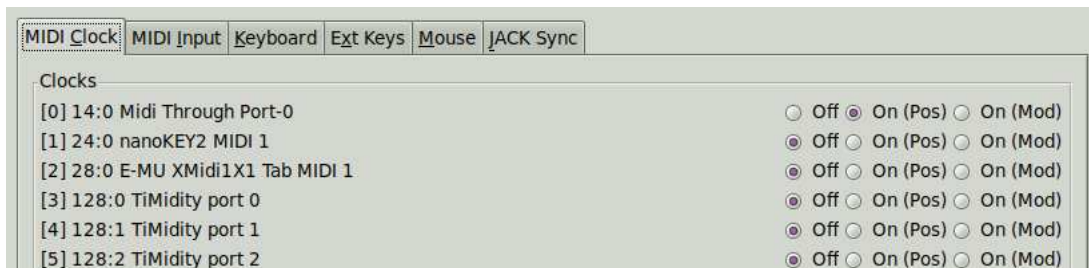 MIDI Clock MIDI Input Keyboard Ext Keys Mouse JACK Sync
Clocks
[0] 14:0 Midi Through Port-0 Off On (Pos) On (Mod)
[1] 24:0 nanoKEY2 MIDI 1 Off On (Pos) On (Mod)
[2] 28:0 E-MU XMidi1X1 Tab MIDI 1 Off On (Pos) On (Mod)
[3] 128:0 TiMidity port 0 Off On (Pos) On (Mod)
[4] 128:1 TiMidity port 1 Off On (Pos) On (Mod)
[5] 128:2 TiMidity port 2 Off On (Pos) On (Mod)